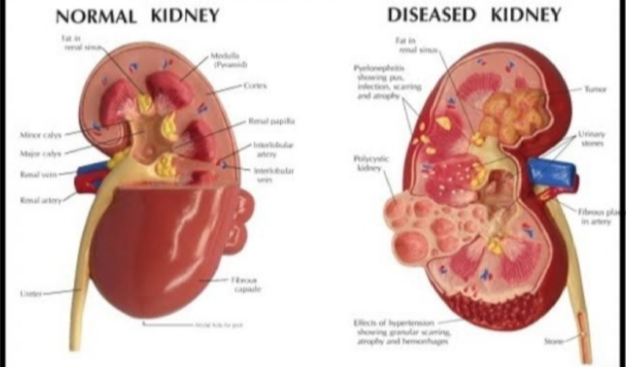 NORMAL KIDNEY
Fat in
renal sinus
Medulla
(Pyramid)
Cortex
Renal papilla
Interlobular
artery
Interlobular
vein
Minor calyx
Major calyx
Renal vein
Renal artery
Ureter
Fibrous
capsule
DISEASED KIDNEY
Fat in
renal sinus
Pyelonephritis
showing pus,
infection, scarring
and atrophy
Tumor
Urinary
stones
Polycystic
kidney
Fibrous
in artery
Effects of hypertension
showing granular scarring,
atrophy and hemorrhages
Stone